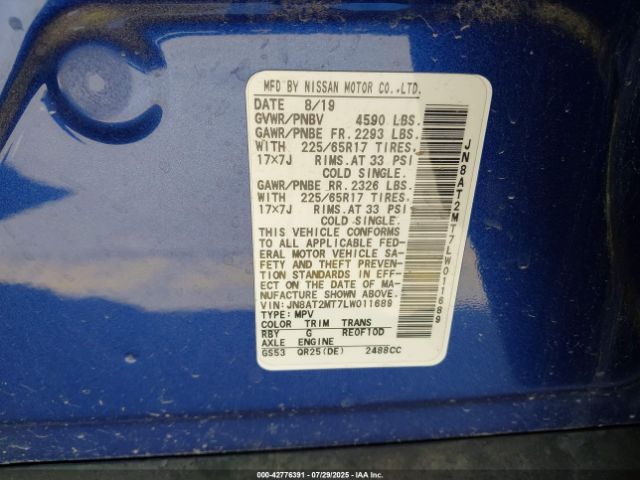 MFD BY NISSAN MOTOR CO.,LTD.
DATE 8/19
GVWR/PNBV 4590 LBS.
GAWR/PNBE FR. 2293 LBS.
WITH 225/65R17 TIRES.
17x7J RIMS.AT 33 PSI
COLD SINGLE.
GAWR/PNBE RR. 2326 LBS.
WITH 225/65R17 TIRES.
17x7J RIMS.AT 33 PSI
COLD SINGLE.
THIS VEHICLE CONFORMS
TO ALL APPLICABLE FED-
ERAL MOTOR VEHICLE SA-
FETY AND THEFT PREVEN-
TION STANDARDS IN EFF-
ECT ON THE DATE OF MA-
NUFACTURE SHOWN ABOVE.
VIN: JN8AT2MT7LW011689
TYPE: MPV
COLOR TRIM TRANS
RBY G RE0F10D
AXLE ENGINE
GS53 QR25(DE) 2488CC
JN8AT2MT7LW011689
000-42776391 - 07/29/2025 - IAA Inc.